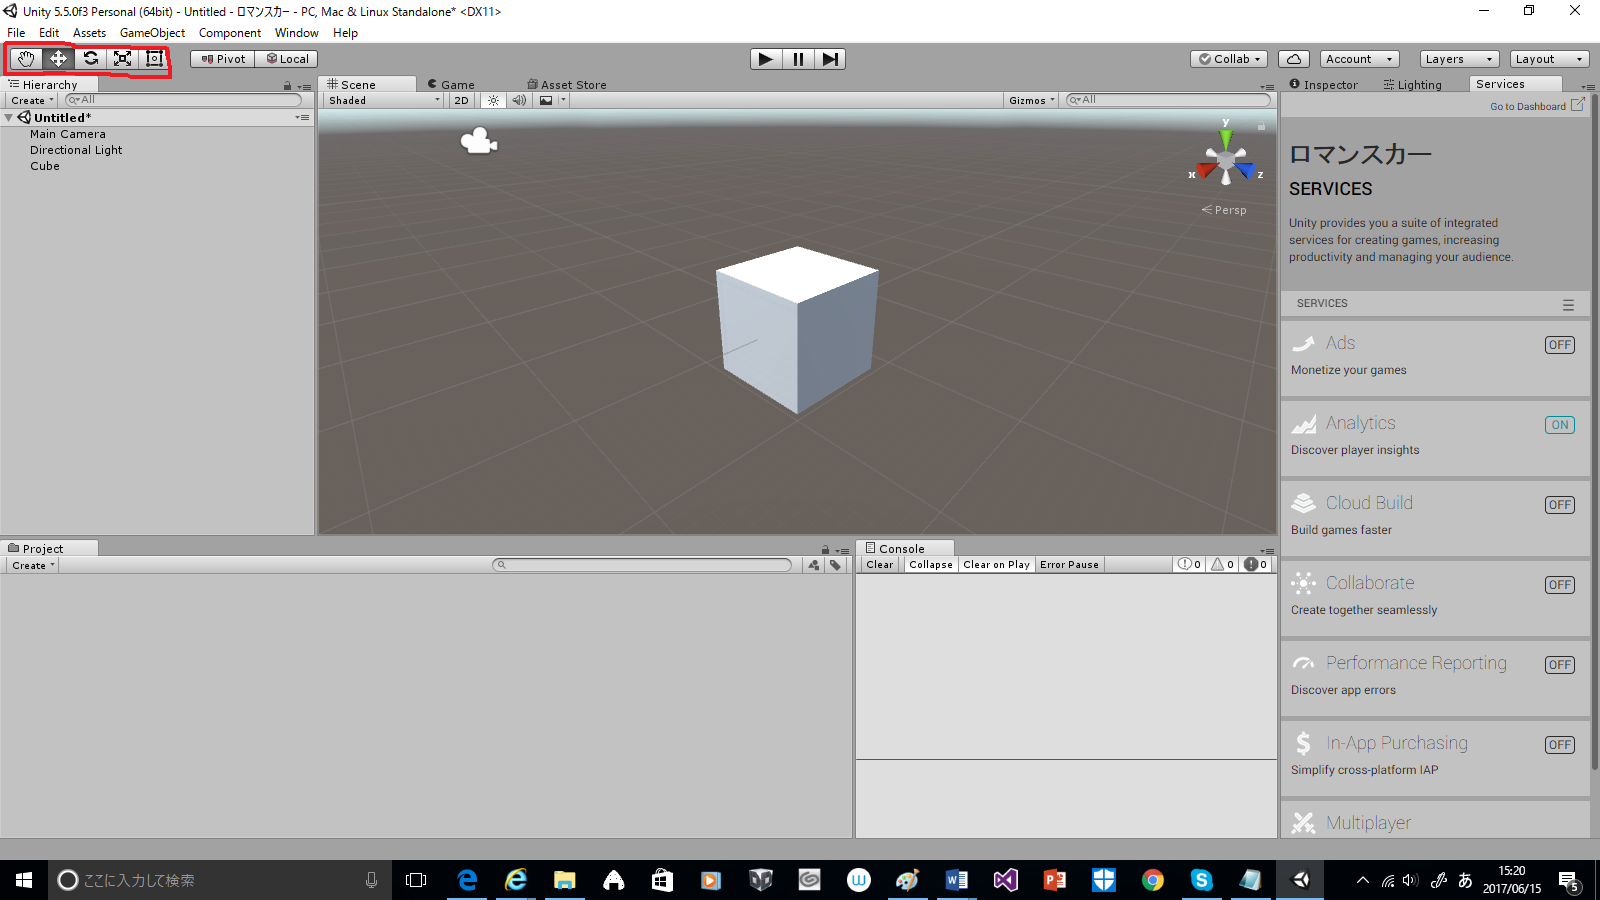 Unity 5.5.0f3 Personal (64bit) - Untitled - ロマンスカー - PC, Mac & Linux Standalone* <DX11>
File Edit Assets GameObject Component Window Help
Pivot Local Collab Account Layers Layout
Hierarchy
Create All
Untitled*
Main Camera
Directional Light
Cube
Scene Game Asset Store
Shaded 2D Gizmos All
y
x z
Persp
Inspector Lighting Services
Go to Dashboard
ロマンスカー
SERVICES
Unity provides you a suite of integrated
services for creating games, increasing
productivity and managing your audience.
SERVICES
Ads OFF
Monetize your games
Analytics ON
Discover player insights
Cloud Build OFF
Build games faster
Collaborate OFF
Create together seamlessly
Performance Reporting OFF
Discover app errors
In-App Purchasing OFF
Simplify cross-platform IAP
Multiplayer
Project
Create
Console
Clear Collapse Clear on Play Error Pause 0 0 0
ここに入力して検索
あ 15:20
2017/06/15
5